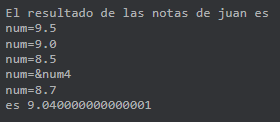 El resultado de las notas de juan es
num=9.5
num=9.0
num=8.5
num=&num4
num=8.7
es 9.040000000000001